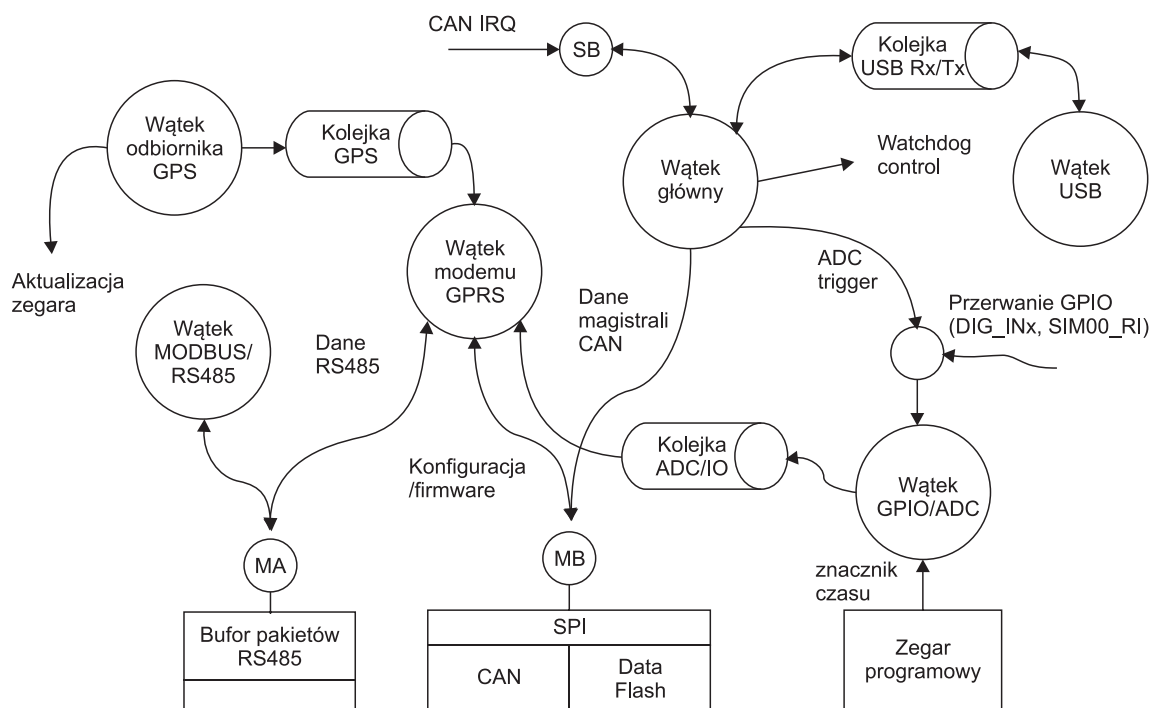 CAN IRQ
SB
Kolejka
USB Rx/Tx
Wątek
odbiornika
GPS
Kolejka
GPS
Wątek
główny
Watchdog
control
Wątek
USB
Aktualizacja
zegara
Wątek
modemu
GPRS
ADC
trigger
Wątek
MODBUS/
RS485
Dane
RS485
Dane
magistrali
CAN
Przerwanie GPIO
(DIG_INx, SIM00_RI)
Konfiguracja
/firmware
Kolejka
ADC/IO
Wątek
GPIO/ADC
MA
MB
znacznik
czasu
Bufor pakietów
RS485
SPI
CAN
Data
Flash
Zegar
programowy